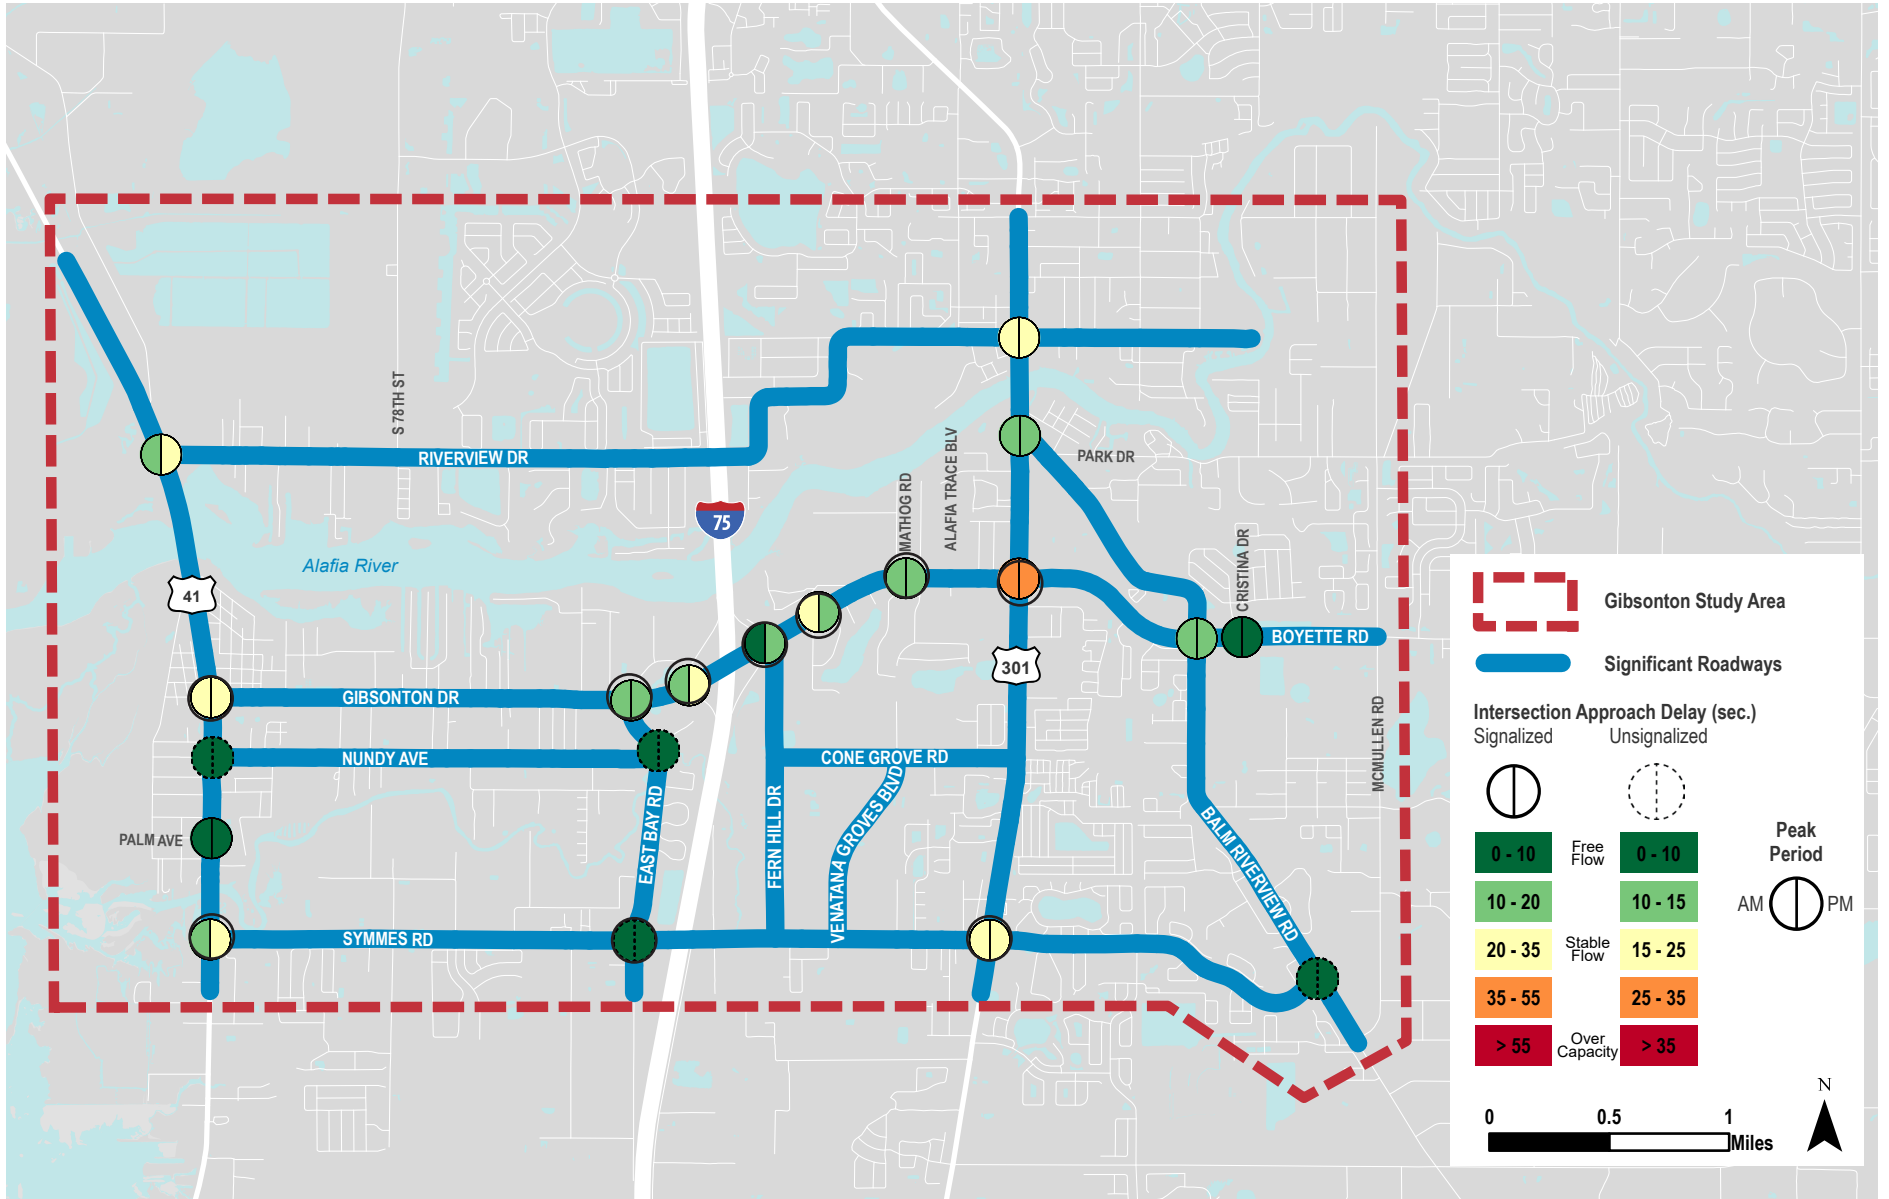 S 78TH ST
RIVERVIEW DR
Alafia River
41
75
MATHOG RD
ALAFIA TRACE BLV
PARK DR
CRISTINA DR
BOYETTE RD
301
MCMULLEN RD
GIBSONTON DR
NUNDY AVE
CONE GROVE RD
PALM AVE
EAST BAY RD
FERN HILL DR
VENATANA GROVES BLVD
BALM RIVERVIEW RD
SYMMES RD
Gibsonton Study Area
Significant Roadways
Intersection Approach Delay (sec.)
Signalized Unsignalized
0 - 10 Free Flow 0 - 10
10 - 20 10 - 15
20 - 35 Stable Flow 15 - 25
35 - 55 25 - 35
> 55 Over Capacity > 35
Peak
Period
AM PM
N
0 0.5 1
Miles